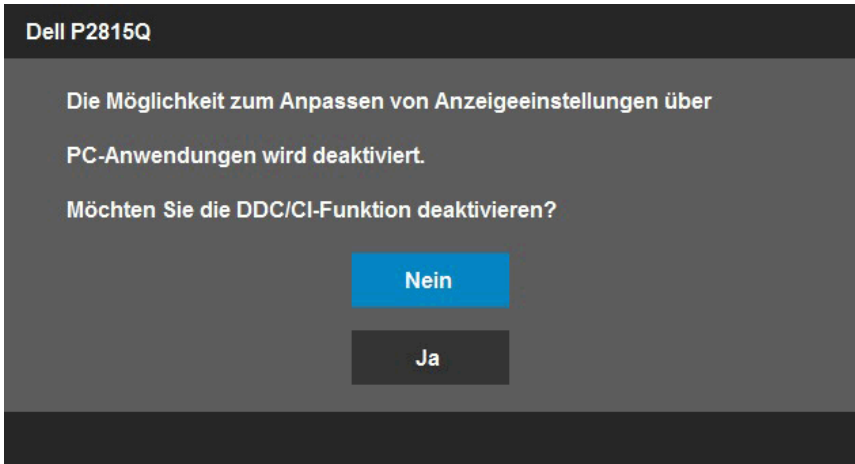 Dell P2815Q
Die Möglichkeit zum Anpassen von Anzeigeeinstellungen über
PC-Anwendungen wird deaktiviert.
Möchten Sie die DDC/CI-Funktion deaktivieren?
Nein
Ja